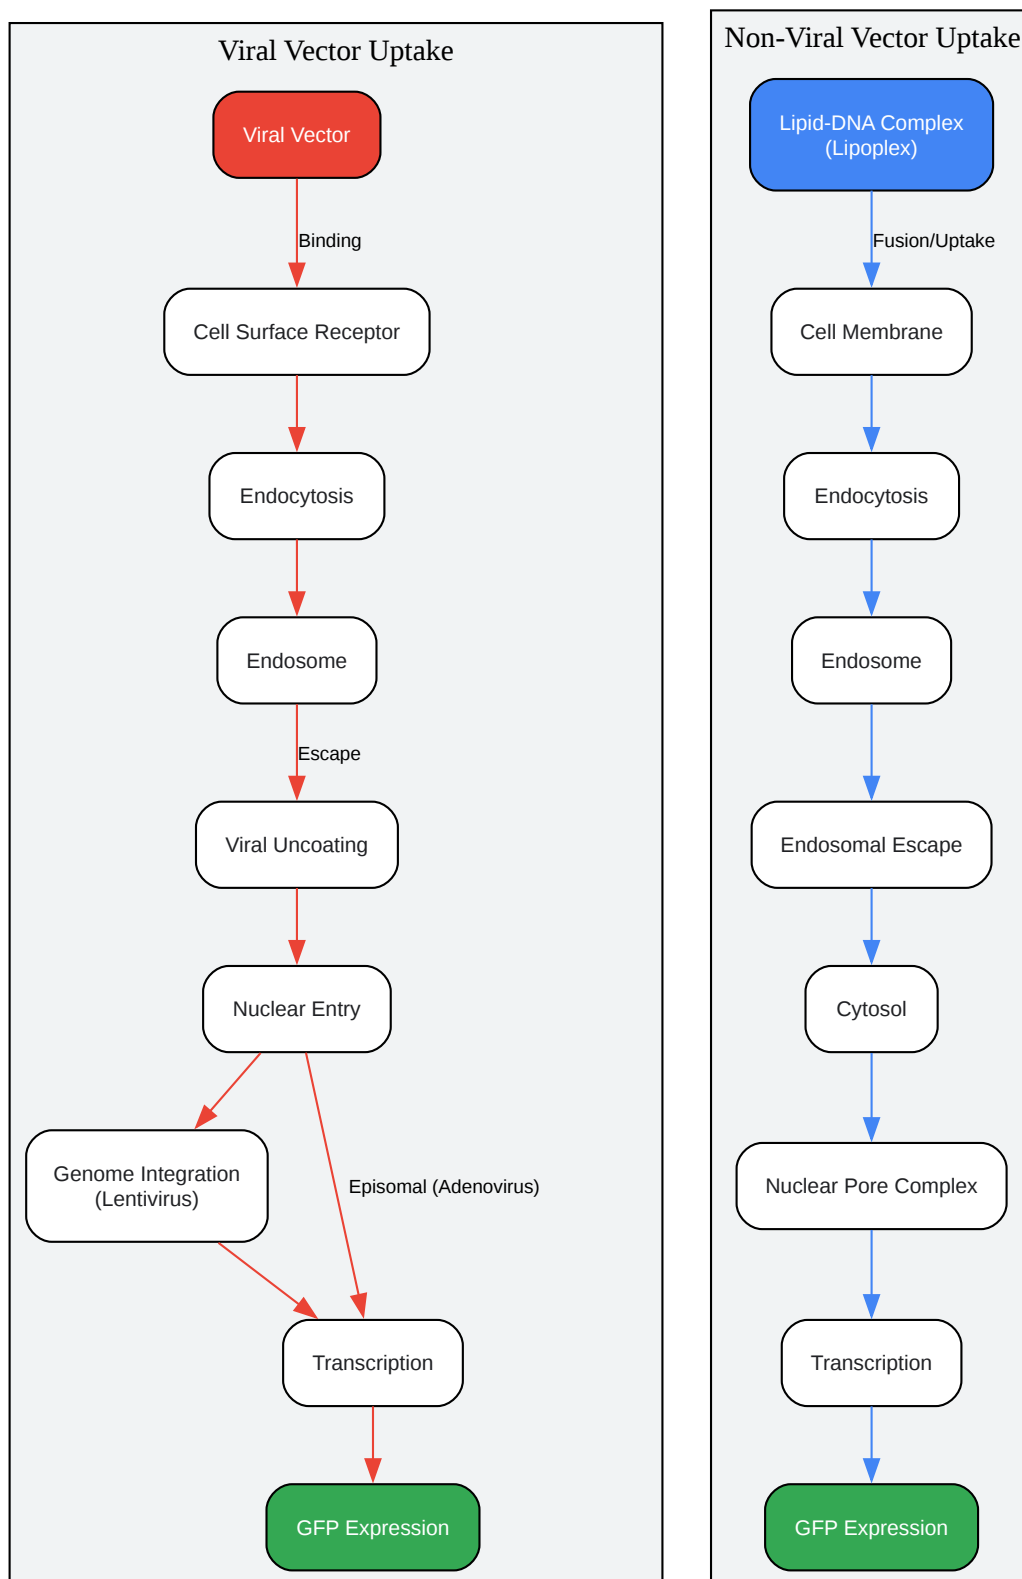 Viral Vector Uptake
Viral Vector
Binding
Cell Surface Receptor
Endocytosis
Endosome
Escape
Viral Uncoating
Nuclear Entry
Genome Integration
(Lentivirus)
Episomal (Adenovirus)
Transcription
GFP Expression
Non-Viral Vector Uptake
Lipid-DNA Complex
(Lipoplex)
Fusion/Uptake
Cell Membrane
Endocytosis
Endosome
Endosomal Escape
Cytosol
Nuclear Pore Complex
Transcription
GFP Expression